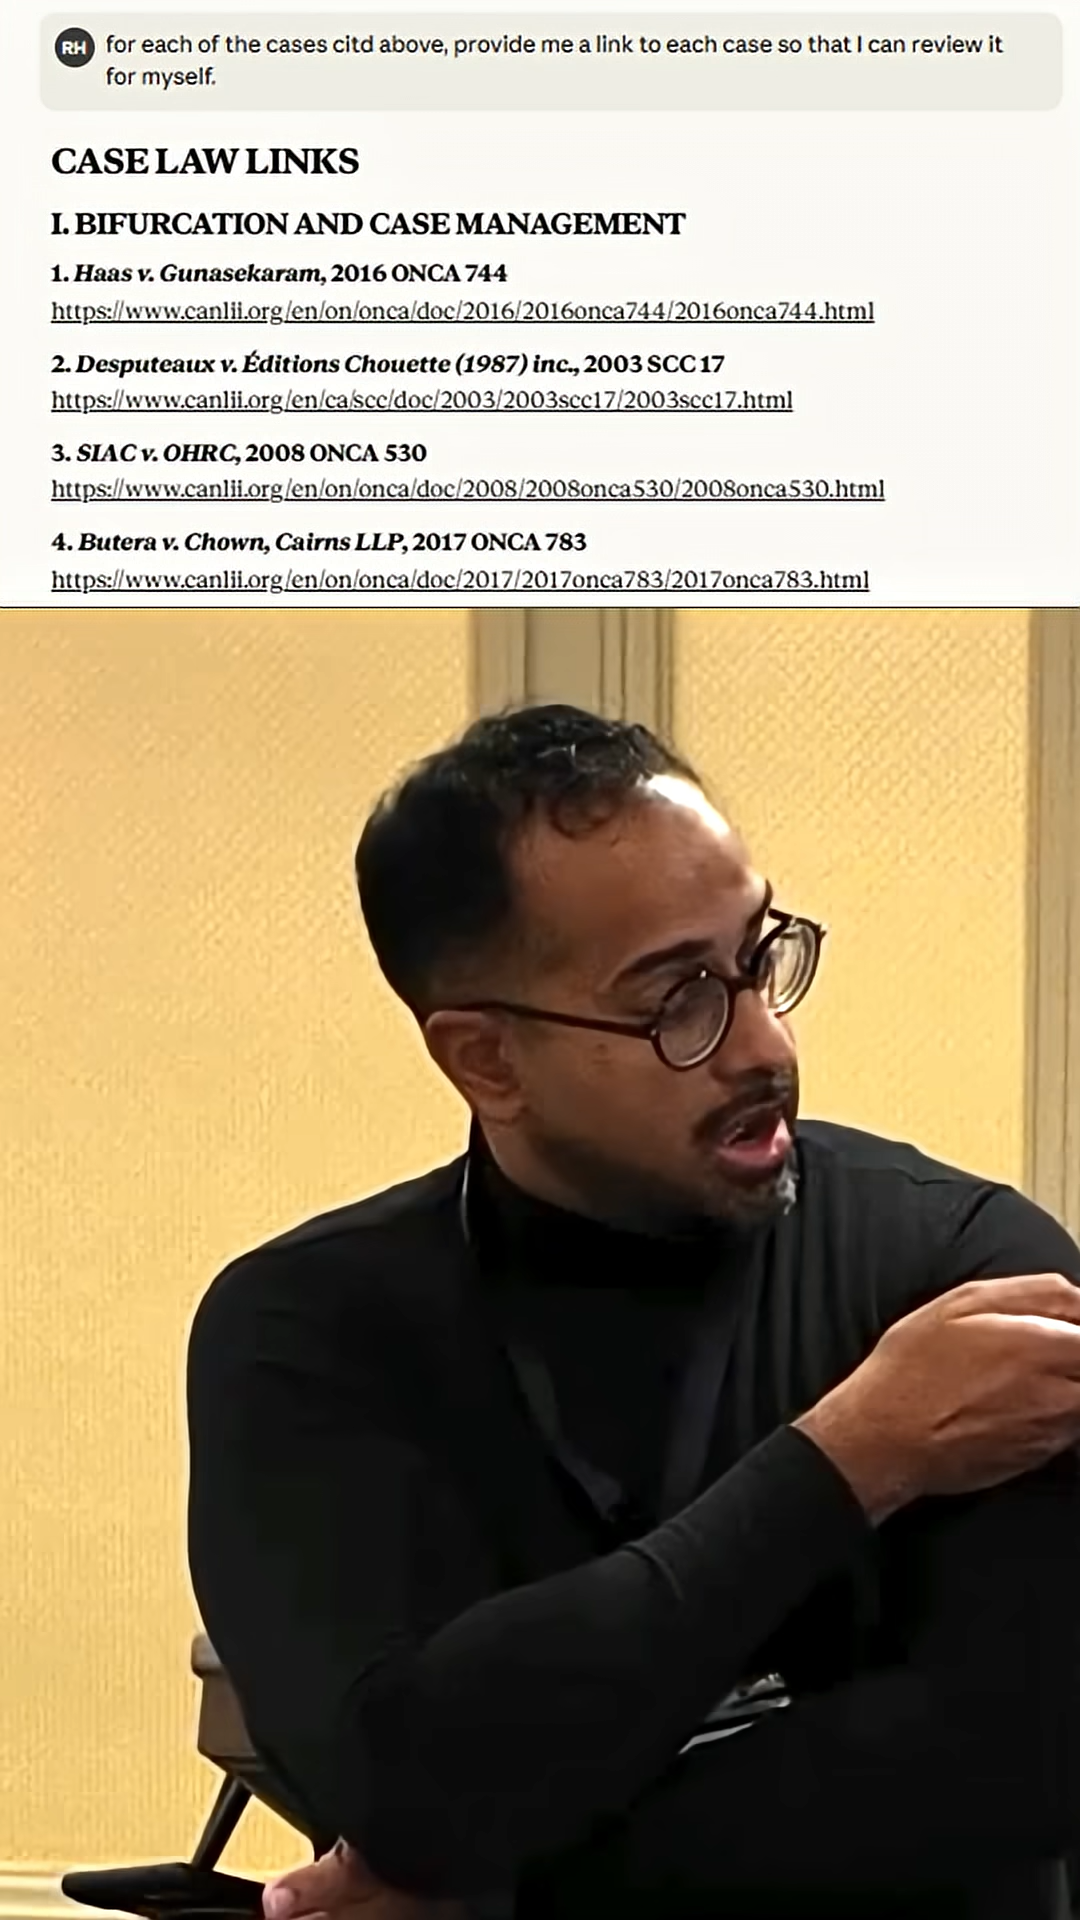 RH for each of the cases citd above, provide me a link to each case so that I can review it
for myself.
CASE LAW LINKS
I. BIFURCATION AND CASE MANAGEMENT
1. Haas v. Gunasekaram, 2016 ONCA 744
https://www.canlii.org/en/on/onca/doc/2016/2016onca744/2016onca744.html
2. Desputeaux v. Éditions Chouette (1987) inc., 2003 SCC 17
https://www.canlii.org/en/ca/scc/doc/2003/2003scc17/2003scc17.html
3. SIAC v. OHRC, 2008 ONCA 530
https://www.canlii.org/en/on/onca/doc/2008/2008onca530/2008onca530.html
4. Butera v. Chown, Cairns LLP, 2017 ONCA 783
https://www.canlii.org/en/on/onca/doc/2017/2017onca783/2017onca783.html